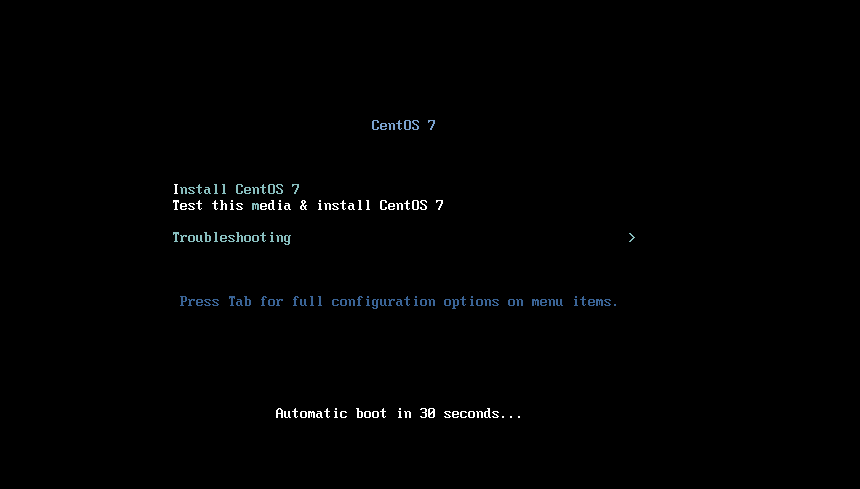 CentOS 7
Install CentOS 7
Test this media & install CentOS 7
Troubleshooting >
Press Tab for full configuration options on menu items.
Automatic boot in 30 seconds...